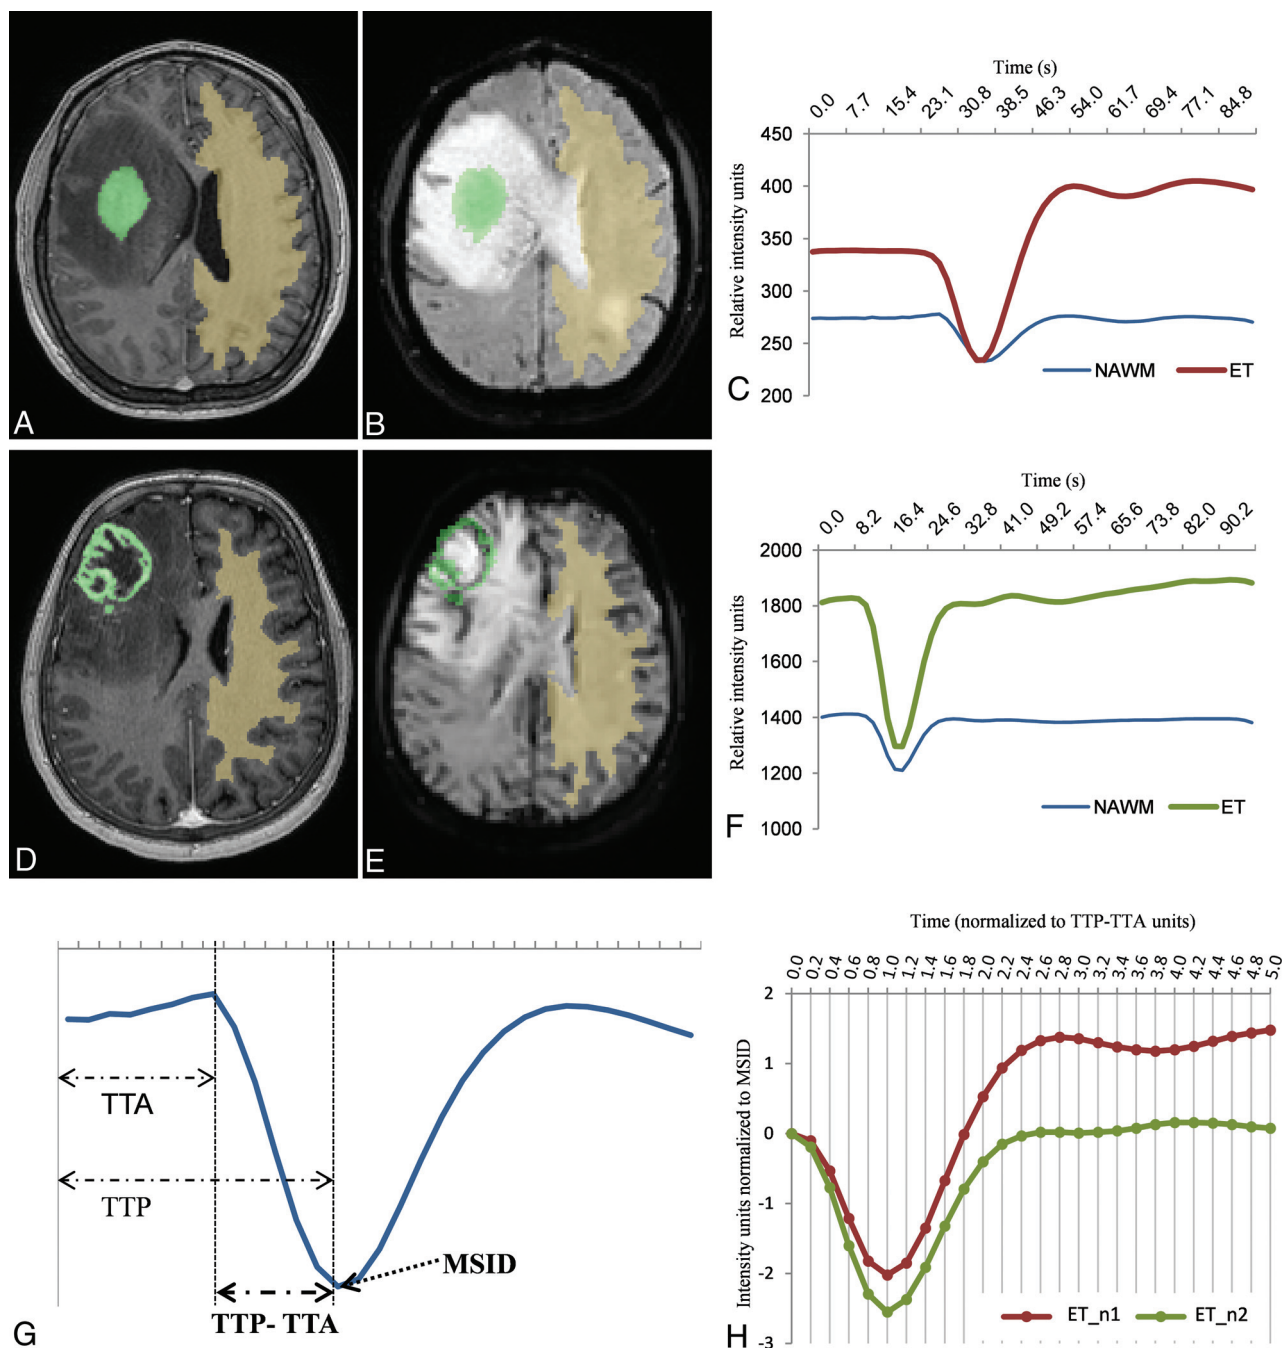 A
B
Time (s)
0.0 7.7 15.4 23.1 30.8 38.5 46.3 54.0 61.7 69.4 77.1 84.8
Relative intensity units
450
400
350
300
250
200
NAWM ET
C
D
E
Time (s)
0.0 8.2 16.4 24.6 32.8 41.0 49.2 57.4 65.6 73.8 82.0 90.2
Relative intensity units
2000
1800
1600
1400
1200
1000
NAWM ET
F
TTA
TTP
MSID
TTP- TTA
G
Time (normalized to TTP-TTA units)
0.0 0.2 0.4 0.6 0.8 1.0 1.2 1.4 1.6 1.8 2.0 2.2 2.4 2.6 2.8 3.0 3.2 3.4 3.6 3.8 4.0 4.2 4.4 4.6 4.8 5.0
Intensity units normalized to MSID
2
1
0
-1
-2
-3
ET_n1 ET_n2
H